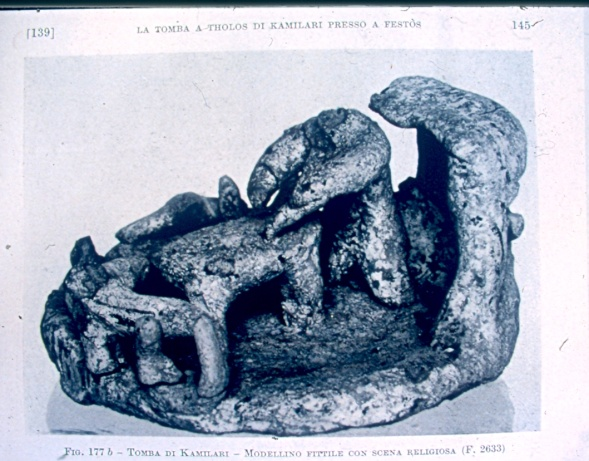 [139] LA TOMBA A THOLOS DI KAMILARI PRESSO A FESTÒS 145
FIG. 177 b – TOMBA DI KAMILARI – MODELLINO FITTILE CON SCENA RELIGIOSA (F. 2633)